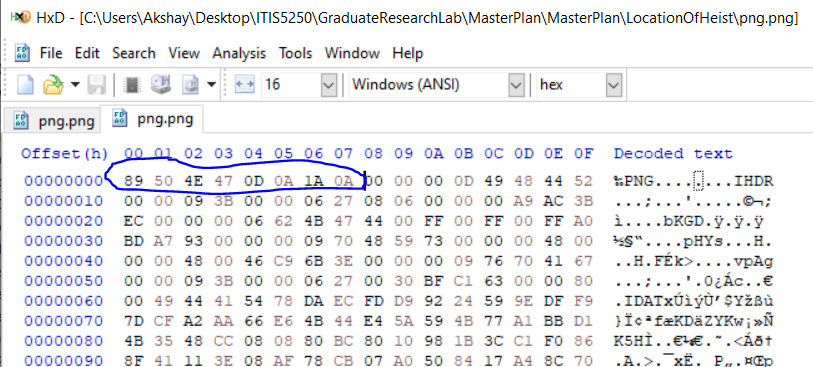 HxD - [C:\Users\Akshay\Desktop\ITIS5250\GraduateResearchLab\MasterPlan\MasterPlan\LocationOfHeist\png.png]
File Edit Search View Analysis Tools Window Help
16 Windows (ANSI) hex
png.png png.png
Offset(h) 00 01 02 03 04 05 06 07 08 09 0A 0B 0C 0D 0E 0F Decoded text
00000000 89 50 4E 47 0D 0A 1A 0A 00 00 00 0D 49 48 44 52 ‰PNG........IHDR
00000010 00 00 09 3B 00 00 06 27 08 06 00 00 00 A9 AC 3B ...;...'.....©¬;
00000020 EC 00 00 00 06 62 4B 47 44 00 FF 00 FF 00 FF A0 ì....bKGD.ÿ.ÿ.ÿ
00000030 BD A7 93 00 00 00 09 70 48 59 73 00 00 00 48 00 ½§“....pHYs...H.
00000040 00 00 48 00 46 C9 6B 3E 00 00 00 09 76 70 41 67 ..H.FÉk>....vpAg
00000050 00 00 09 3B 00 00 06 27 00 30 BF C1 63 00 00 80 ...;...'.0¿Ác..€
00000060 00 49 44 41 54 78 DA EC FD D9 92 24 59 9E DF F9 .IDATxÚìýÙ’$Yžßù
00000070 7D CF A2 AA 66 E6 4B 44 E4 5A 59 4B 77 A1 BB D1 }Ï¢ªfæKDäZYKw¡»Ñ
00000080 4B 35 48 CC 08 08 80 BC 80 10 98 1B 3C C1 F0 86 K5HÌ..€¼€.˜.<Áð†
00000090 8F 41 11 3E 08 AF 78 CB 07 A0 50 84 17 A4 8C 70 .A.>.¯xË. P„.¤Œp